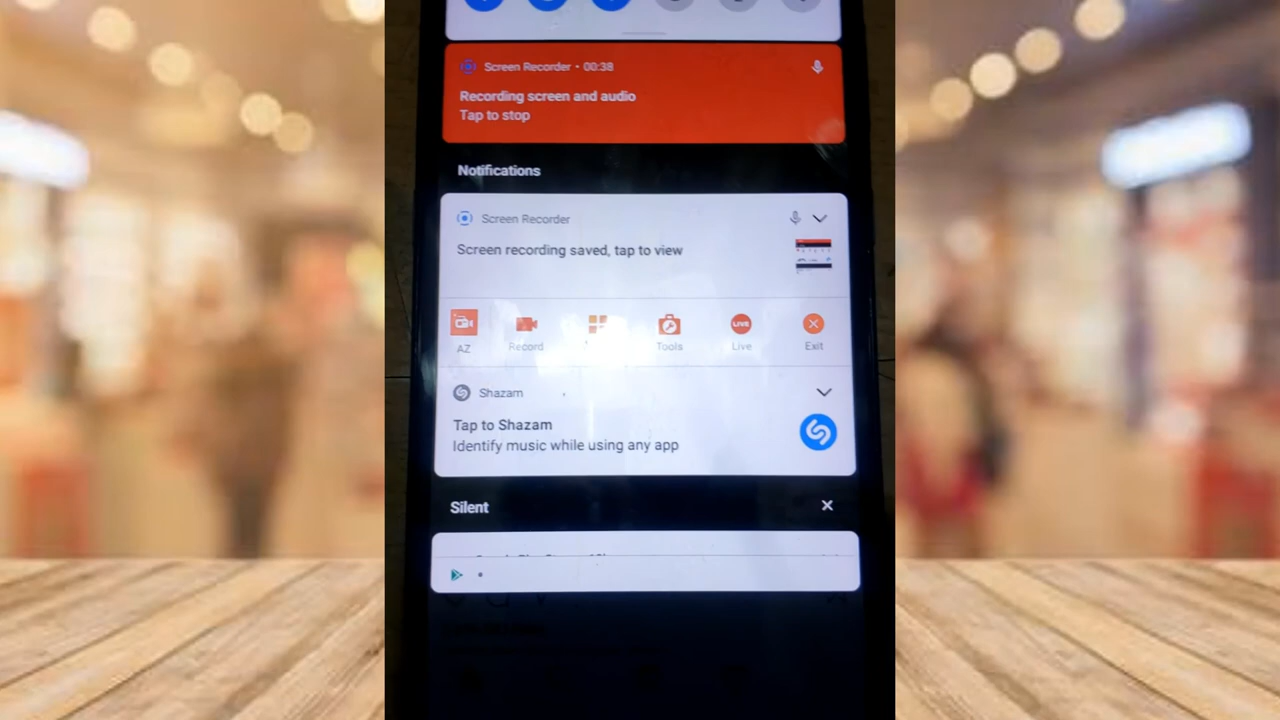 Screen Recorder • 00:38
Recording screen and audio
Tap to stop
Notifications
Screen Recorder
Screen recording saved, tap to view
AZ
Record
Tools
LIVE
Live
Exit
Shazam
Tap to Shazam
Identify music while using any app
Silent